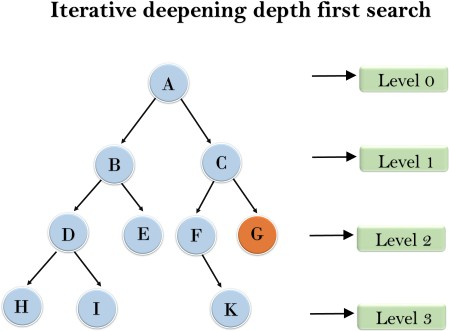 Iterative deepening depth first search
A
Level 0
B
C
Level 1
D
E
F
G
Level 2
H
I
K
Level 3